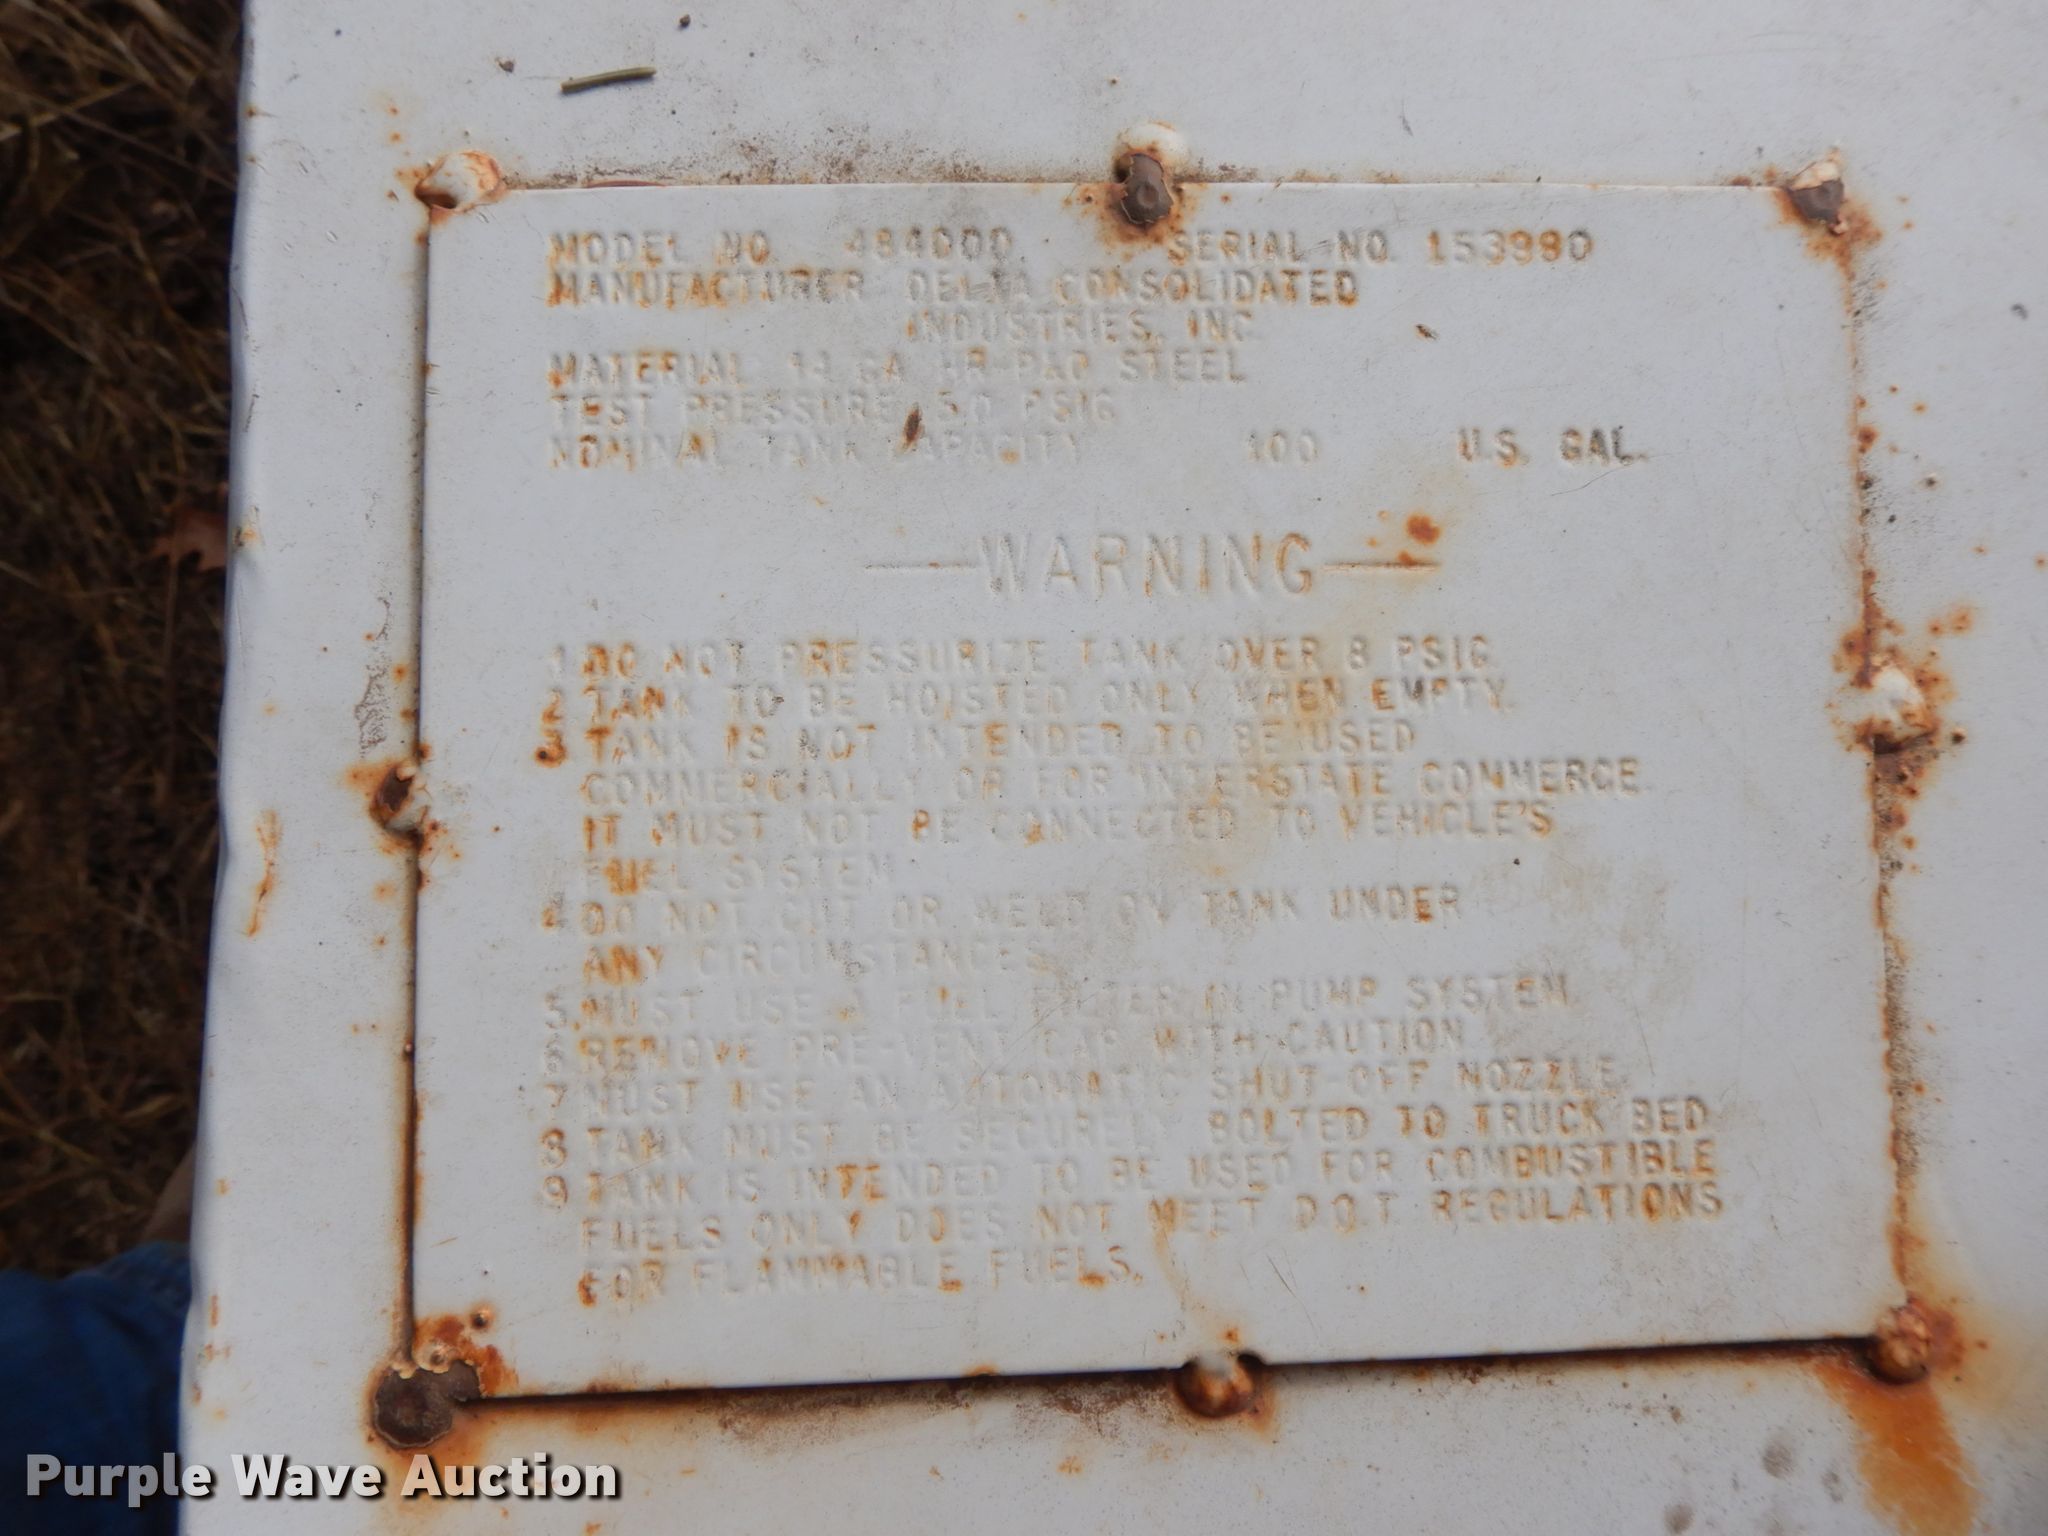 MODEL NO. 484000 SERIAL NO. 153990
MANUFACTURER DELTA CONSOLIDATED
INDUSTRIES, INC.
MATERIAL 14 GA HR-P&O STEEL
TEST PRESSURE 5.0 PSIG
NOMINAL TANK CAPACITY 100 U.S. GAL.
—WARNING—
1. DO NOT PRESSURIZE TANK OVER 8 PSIG.
2. TANK TO BE HOISTED ONLY WHEN EMPTY.
3. TANK IS NOT INTENDED TO BE USED
COMMERCIALLY OR FOR INTERSTATE COMMERCE.
IT MUST NOT BE CONNECTED TO VEHICLE'S
FUEL SYSTEM.
4. DO NOT CUT OR WELD ON TANK UNDER
ANY CIRCUMSTANCES.
5. MUST USE A FUEL FILTER IN PUMP SYSTEM.
6. REMOVE PRE-VENT CAP WITH CAUTION.
7. MUST USE AN AUTOMATIC SHUT-OFF NOZZLE.
8. TANK MUST BE SECURELY BOLTED TO TRUCK BED.
9. TANK IS INTENDED TO BE USED FOR COMBUSTIBLE
FUELS ONLY DOES NOT MEET D.O.T. REGULATIONS
FOR FLAMMABLE FUELS.
Purple Wave Auction